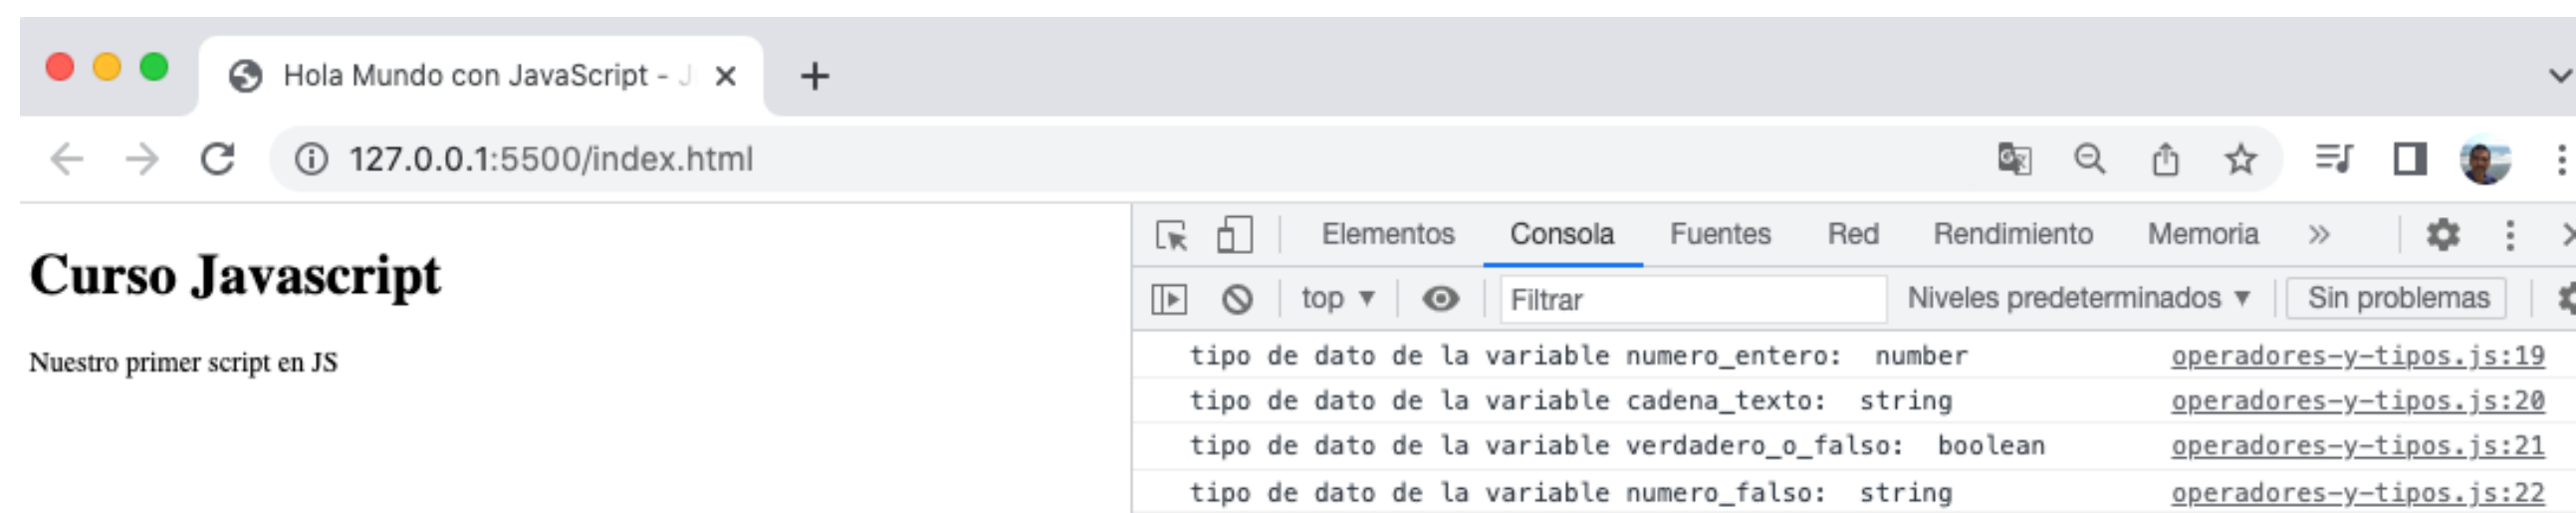 Hola Mundo con JavaScript - J
127.0.0.1:5500/index.html
Curso Javascript
Nuestro primer script en JS
Elementos Consola Fuentes Red Rendimiento Memoria
top Filtrar Niveles predeterminados Sin problemas
tipo de dato de la variable numero_entero: number operadores-y-tipos.js:19
tipo de dato de la variable cadena_texto: string operadores-y-tipos.js:20
tipo de dato de la variable verdadero_o_falso: boolean operadores-y-tipos.js:21
tipo de dato de la variable numero_falso: string operadores-y-tipos.js:22